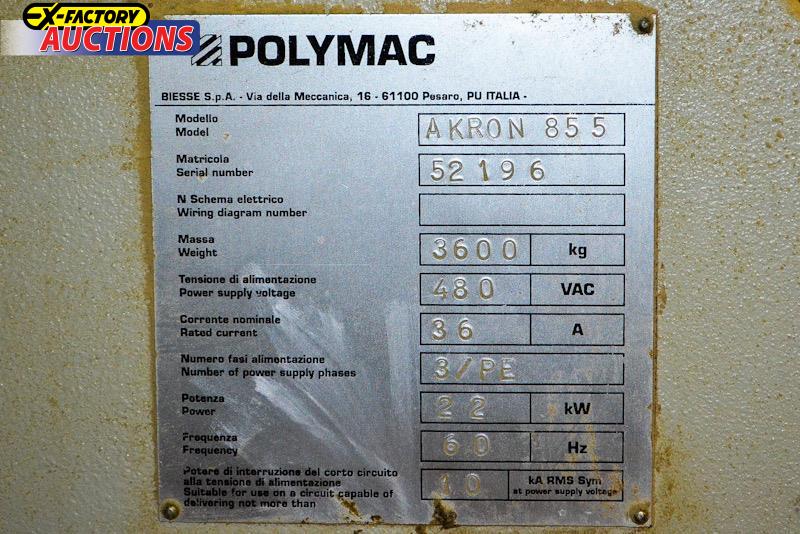 X-FACTORY
AUCTIONS
POLYMAC
BIESSE S.p.A. - Via della Meccanica, 16 - 61100 Pesaro, PU ITALIA -
Modello
Model
AKRON 855
Matricola
Serial number
52196
N Schema elettrico
Wiring diagram number
Massa
Weight
3600 kg
Tensione di alimentazione
Power supply voltage
480 VAC
Corrente nominale
Rated current
36 A
Numero fasi alimentazione
Number of power supply phases
3/PE
Potenza
Power
22 kW
Frequenza
Frequency
60 Hz
Potere di interruzione del corto circuito
alla tensione di alimentazione
Suitable for use on a circuit capable of
delivering not more than
10 kA RMS Sym
at power supply voltage